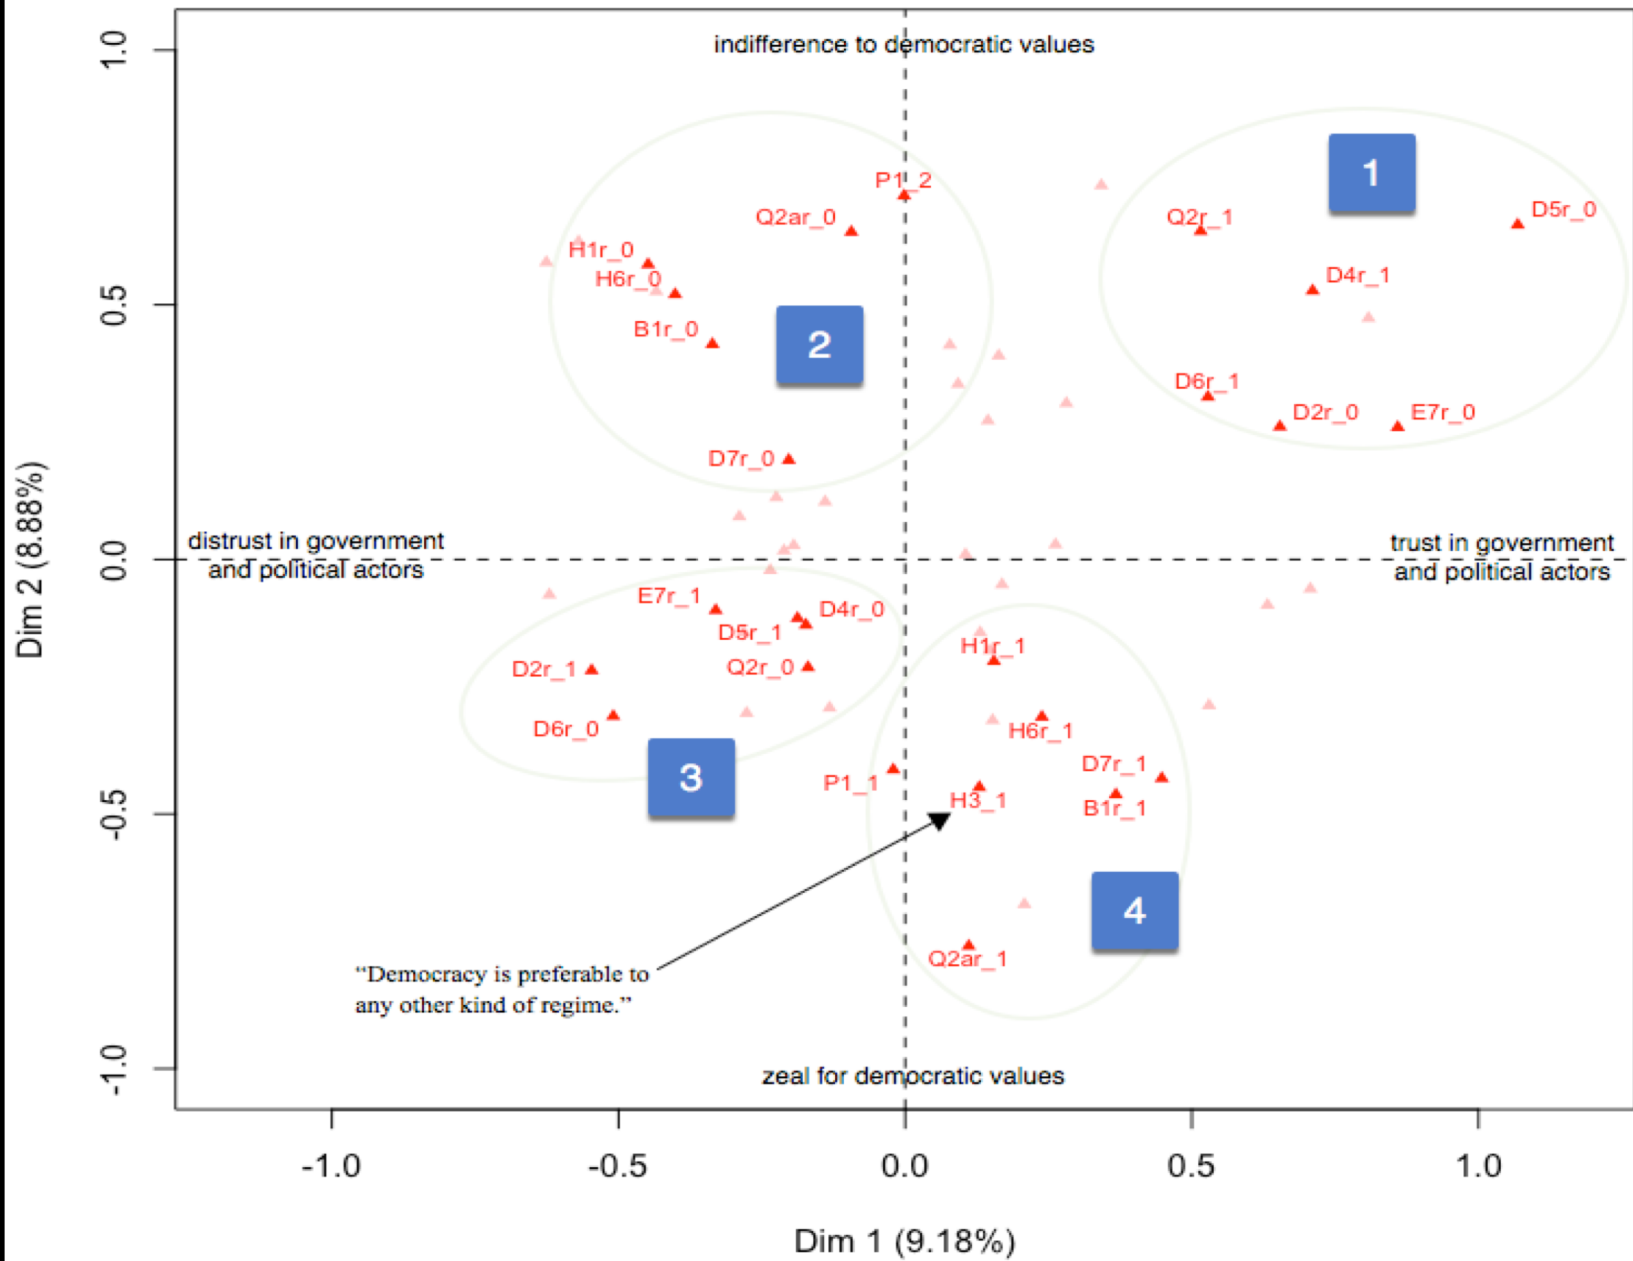 1.0
indifference to democratic values
1
P1_2
Q2ar_0
Q2r_1
D5r_0
H1r_0
H6r_0
D4r_1
0.5
B1r_0
2
D6r_1
D2r_0
E7r_0
D7r_0
Dim 2 (8.88%)
0.0
distrust in government
and political actors
trust in government
and political actors
E7r_1
D4r_0
D5r_1
H1r_1
D2r_1
Q2r_0
D6r_0
H6r_1
3
P1_1
D7r_1
H3_1
B1r_1
-0.5
4
Q2ar_1
“Democracy is preferable to
any other kind of regime.”
-1.0
zeal for democratic values
-1.0
-0.5
0.0
0.5
1.0
Dim 1 (9.18%)